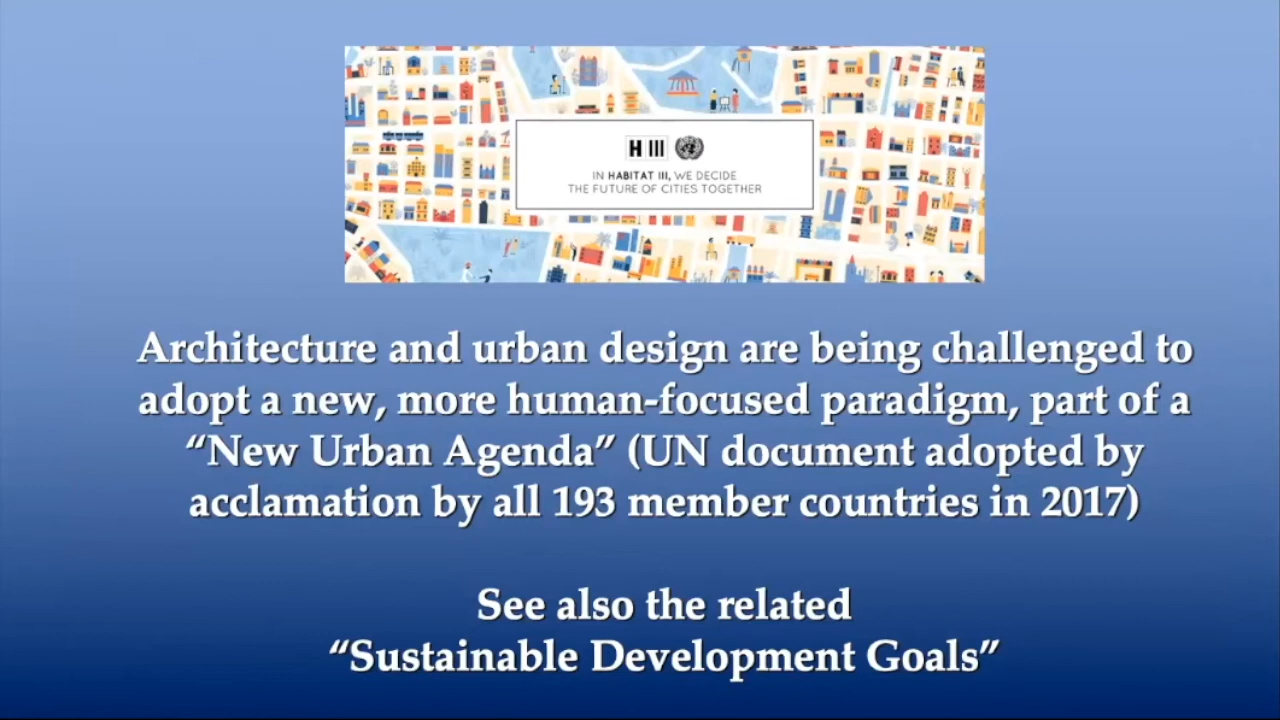 H III
IN HABITAT III, WE DECIDE
THE FUTURE OF CITIES TOGETHER
Architecture and urban design are being challenged to
adopt a new, more human-focused paradigm, part of a
“New Urban Agenda” (UN document adopted by
acclamation by all 193 member countries in 2017)
See also the related
“Sustainable Development Goals”